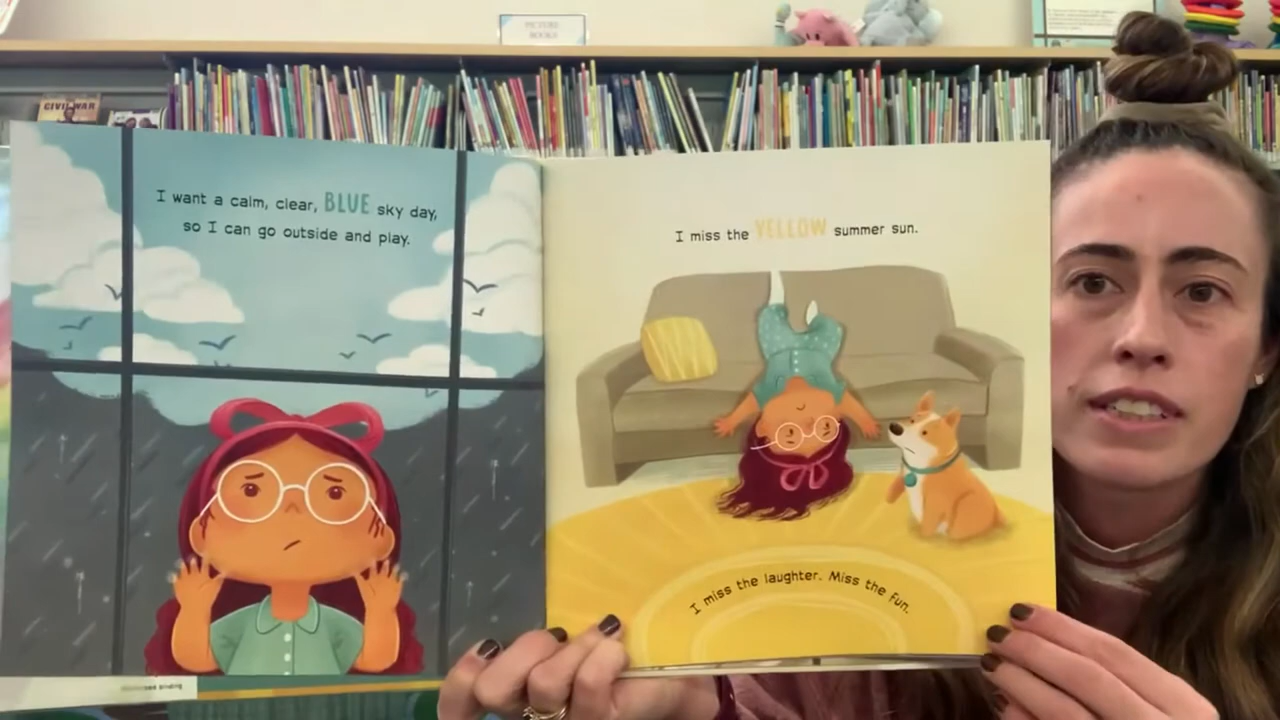 PICTURE
BOOKS
CIVIL WAR
I want a calm, clear, BLUE sky day,
so I can go outside and play.
I miss the YELLOW summer sun.
I miss the laughter. Miss the fun.